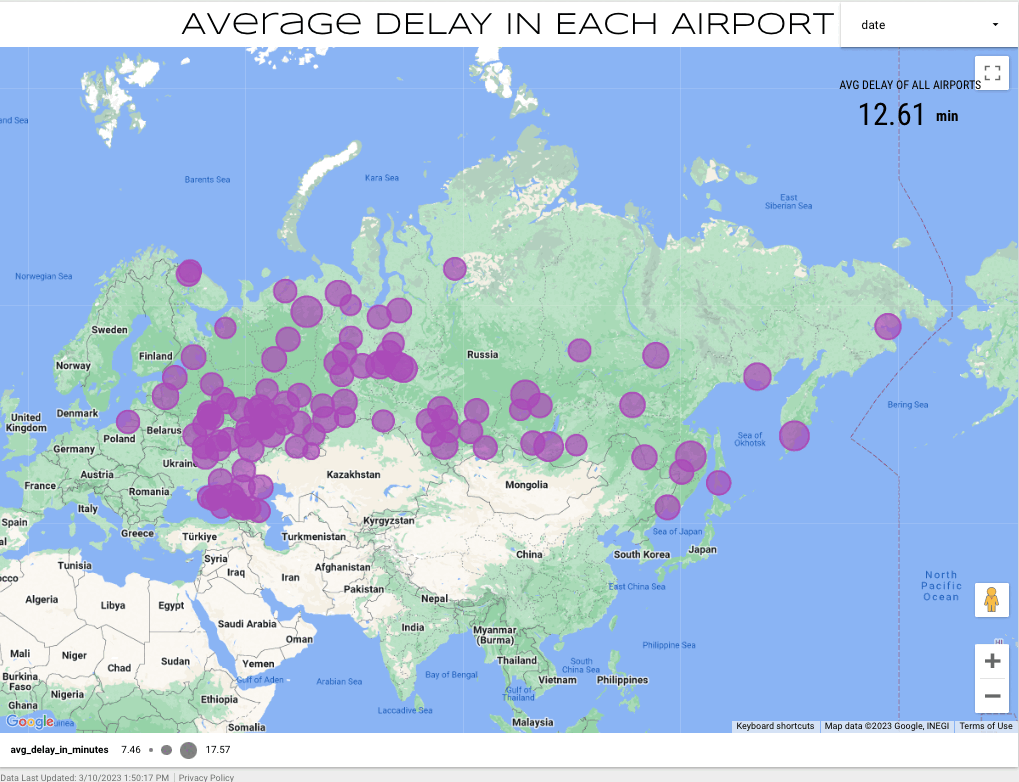 Average DELAY IN EACH AIRPORT
date
AVG DELAY OF ALL AIRPORTS
12.61 min
and Sea
Barents Sea
Kara Sea
East
Siberian Sea
Norwegian Sea
Sweden
Finland
Norway
Russia
Bering Sea
United
Kingdom
Denmark
Belarus
Poland
Sea of
Okhotsk
Germany
Ukraine
Kazakhstan
Austria
France
Romania
Mongolia
Italy
Spain
Greece
Türkiye
Kyrgyzstan
Turkmenistan
Sea of Japan
Syria
China
South Korea
Japan
Tunisia
Iraq
Iran
Afghanistan
Pakistan
East China Sea
North
Pacific
Ocean
Algeria
Libya
Egypt
Nepal
Saudi Arabia
India
Oman
Myanmar
(Burma)
Philippine Sea
Mali
Niger
Chad
Sudan
Yemen
Thailand
South
China Sea
Burkina
Faso
Gulf of Aden
Arabian Sea
Bay of Bengal
Vietnam
Philippines
Nigeria
Ethiopia
Gulf of
Thailand
Ghana
Laccadive Sea
Google
Somalia
Malaysia
Keyboard shortcuts
Map data ©2023 Google, INEGI
Terms of Use
avg_delay_in_minutes 7.46 17.57
Data Last Updated: 3/10/2023 1:50:17 PM | Privacy Policy